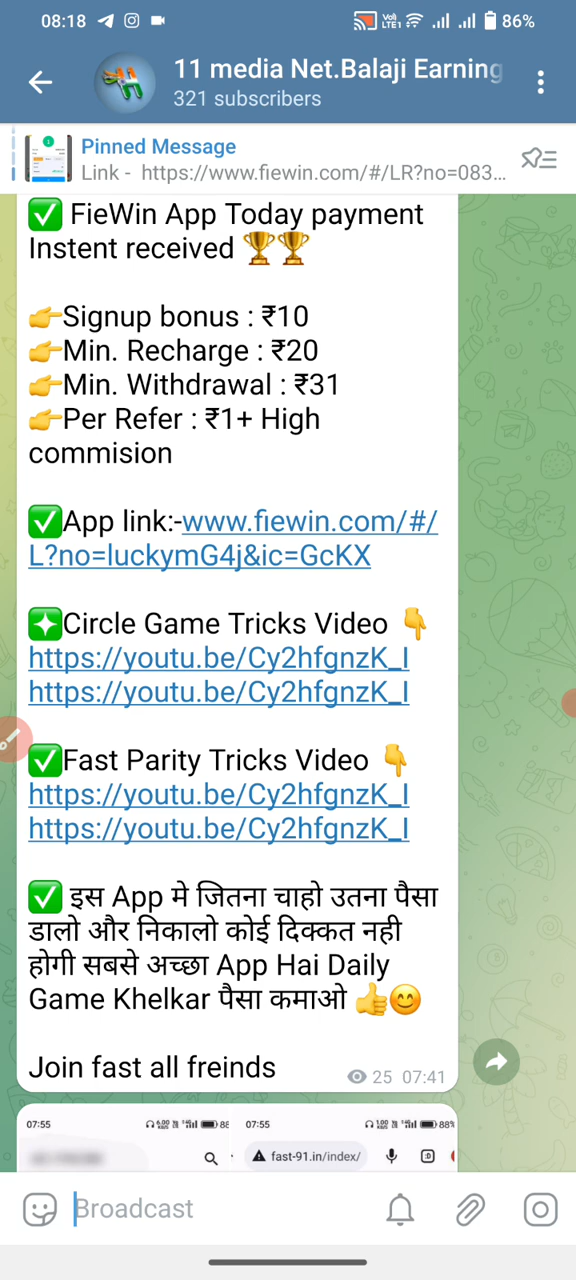 08:18
Vo) LTE1
86%
11 media Net.Balaji Earning
321 subscribers
Pinned Message
Link - https://www.fiewin.com/#/LR?no=083...
✅ FieWin App Today payment
Instent received 🏆🏆
👉Signup bonus : ₹10
👉Min. Recharge : ₹20
👉Min. Withdrawal : ₹31
👉Per Refer : ₹1+ High
commision
✅App link:-www.fiewin.com/#/
L?no=luckymG4j&ic=GcKX
❇️Circle Game Tricks Video 👇
https://youtu.be/Cy2hfgnzK_I
https://youtu.be/Cy2hfgnzK_I
✅Fast Parity Tricks Video 👇
https://youtu.be/Cy2hfgnzK_I
https://youtu.be/Cy2hfgnzK_I
✅ इस App मे जितना चाहो उतना पैसा
डालो और निकालो कोई दिक्कत नही
होगी सबसे अच्छा App Hai Daily
Game Khelkar पैसा कमाओ 👍😊
Join fast all freinds
25 07:41
07:55
07:55
88%
fast-91.in/index/
Broadcast